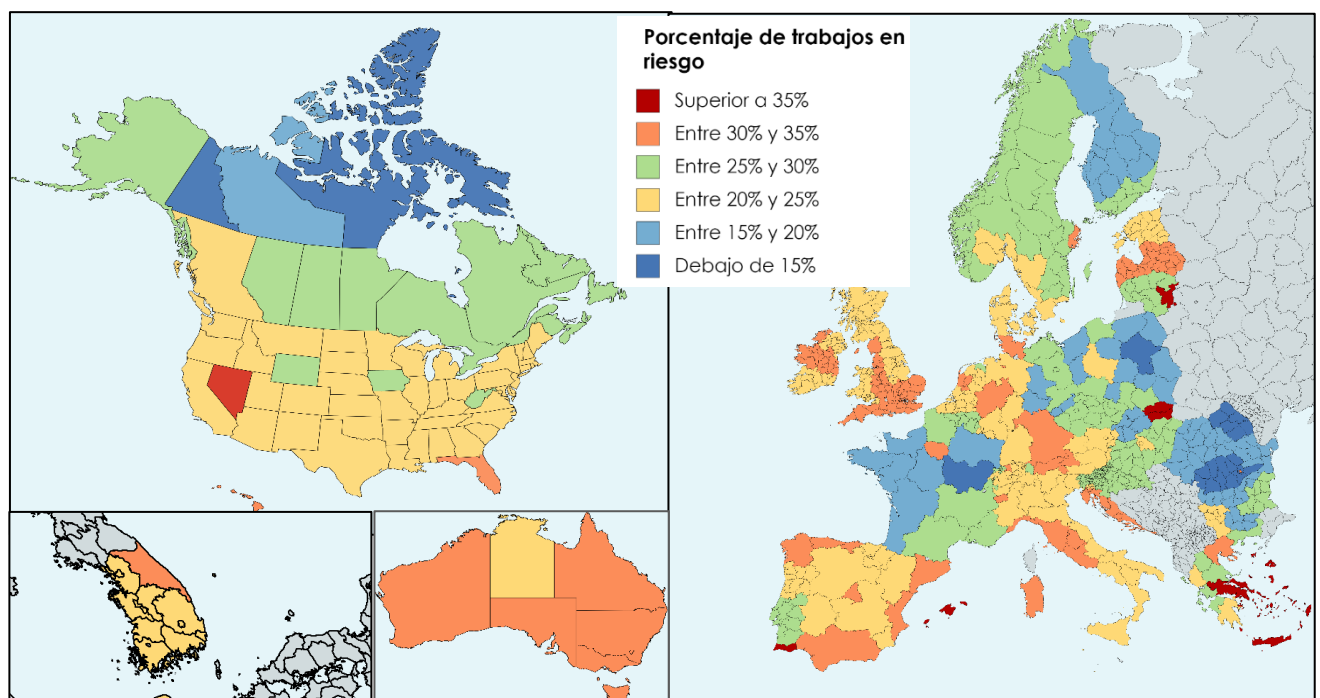 Porcentaje de trabajos en
riesgo
Superior a 35%
Entre 30% y 35%
Entre 25% y 30%
Entre 20% y 25%
Entre 15% y 20%
Debajo de 15%